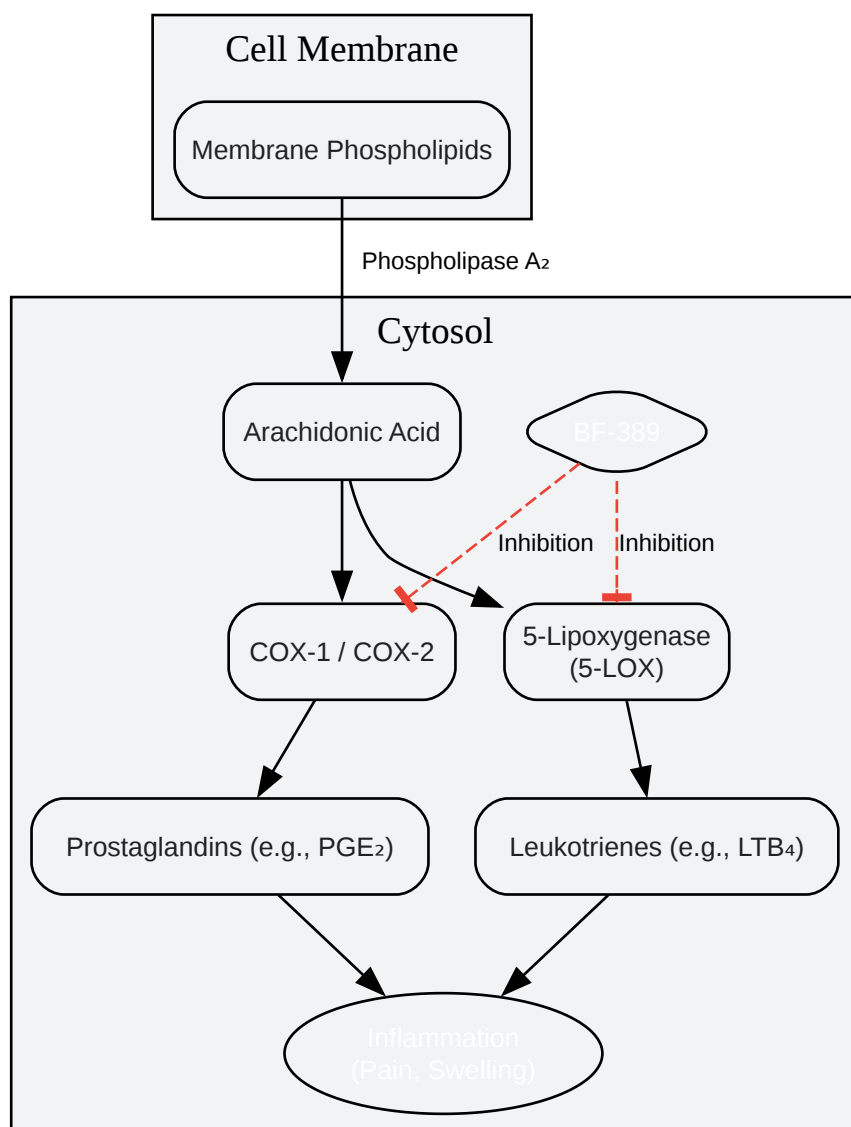 Cell Membrane
Membrane Phospholipids
Phospholipase A₂
Cytosol
Arachidonic Acid
BF-389
Inhibition
Inhibition
COX-1 / COX-2
5-Lipoxygenase
(5-LOX)
Prostaglandins (e.g., PGE₂)
Leukotrienes (e.g., LTB₄)
Inflammation
(Pain, Swelling)